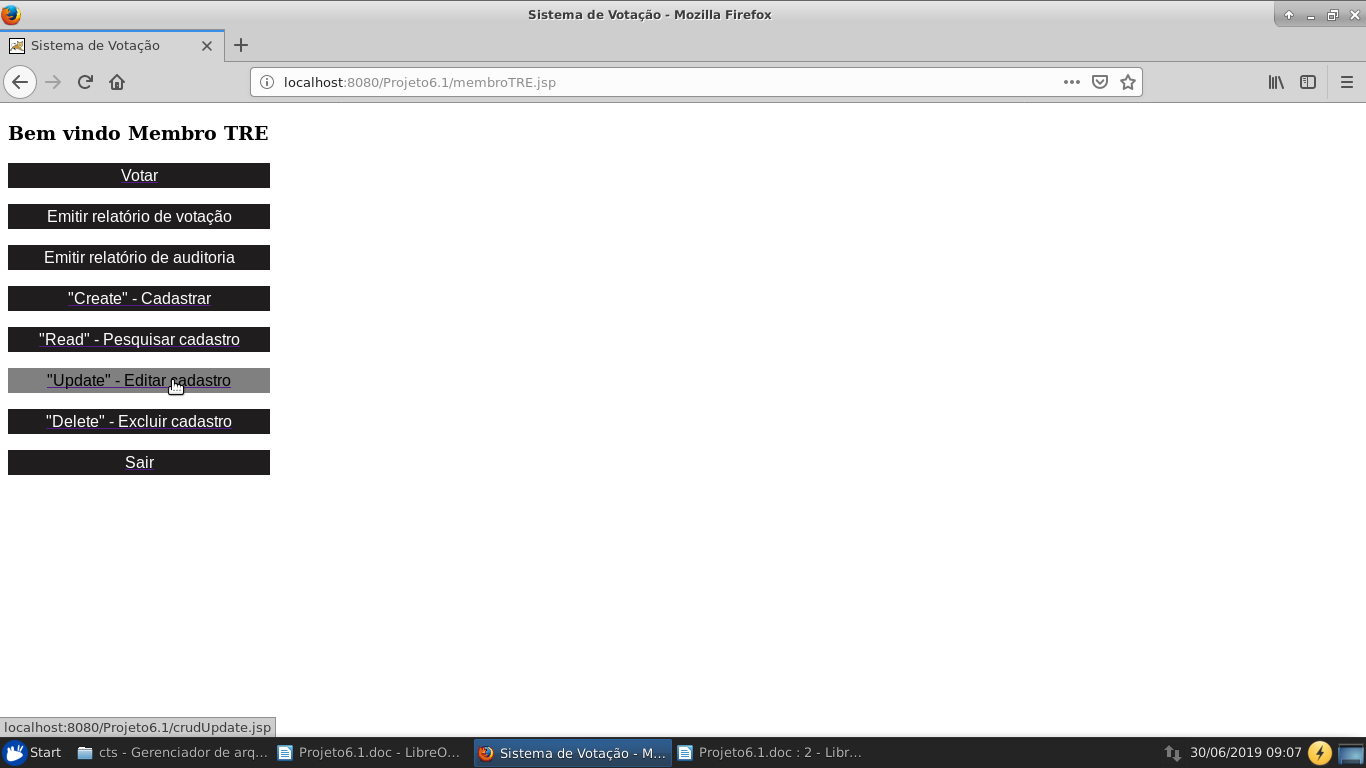 Sistema de Votação - Mozilla Firefox
Sistema de Votação
localhost:8080/Projeto6.1/membroTRE.jsp
Bem vindo Membro TRE
Votar
Emitir relatório de votação
Emitir relatório de auditoria
"Create" - Cadastrar
"Read" - Pesquisar cadastro
"Update" - Editar cadastro
"Delete" - Excluir cadastro
Sair
localhost:8080/Projeto6.1/crudUpdate.jsp
Start cts - Gerenciador de arq... Projeto6.1.doc - LibreO... Sistema de Votação - M... Projeto6.1.doc : 2 - Libr... 30/06/2019 09:07